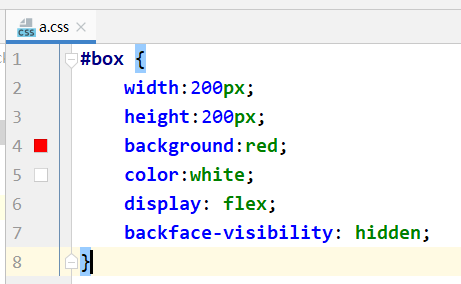 a.css
1 #box {
2 width:200px;
3 height:200px;
4 background:red;
5 color:white;
6 display: flex;
7 backface-visibility: hidden;
8 }